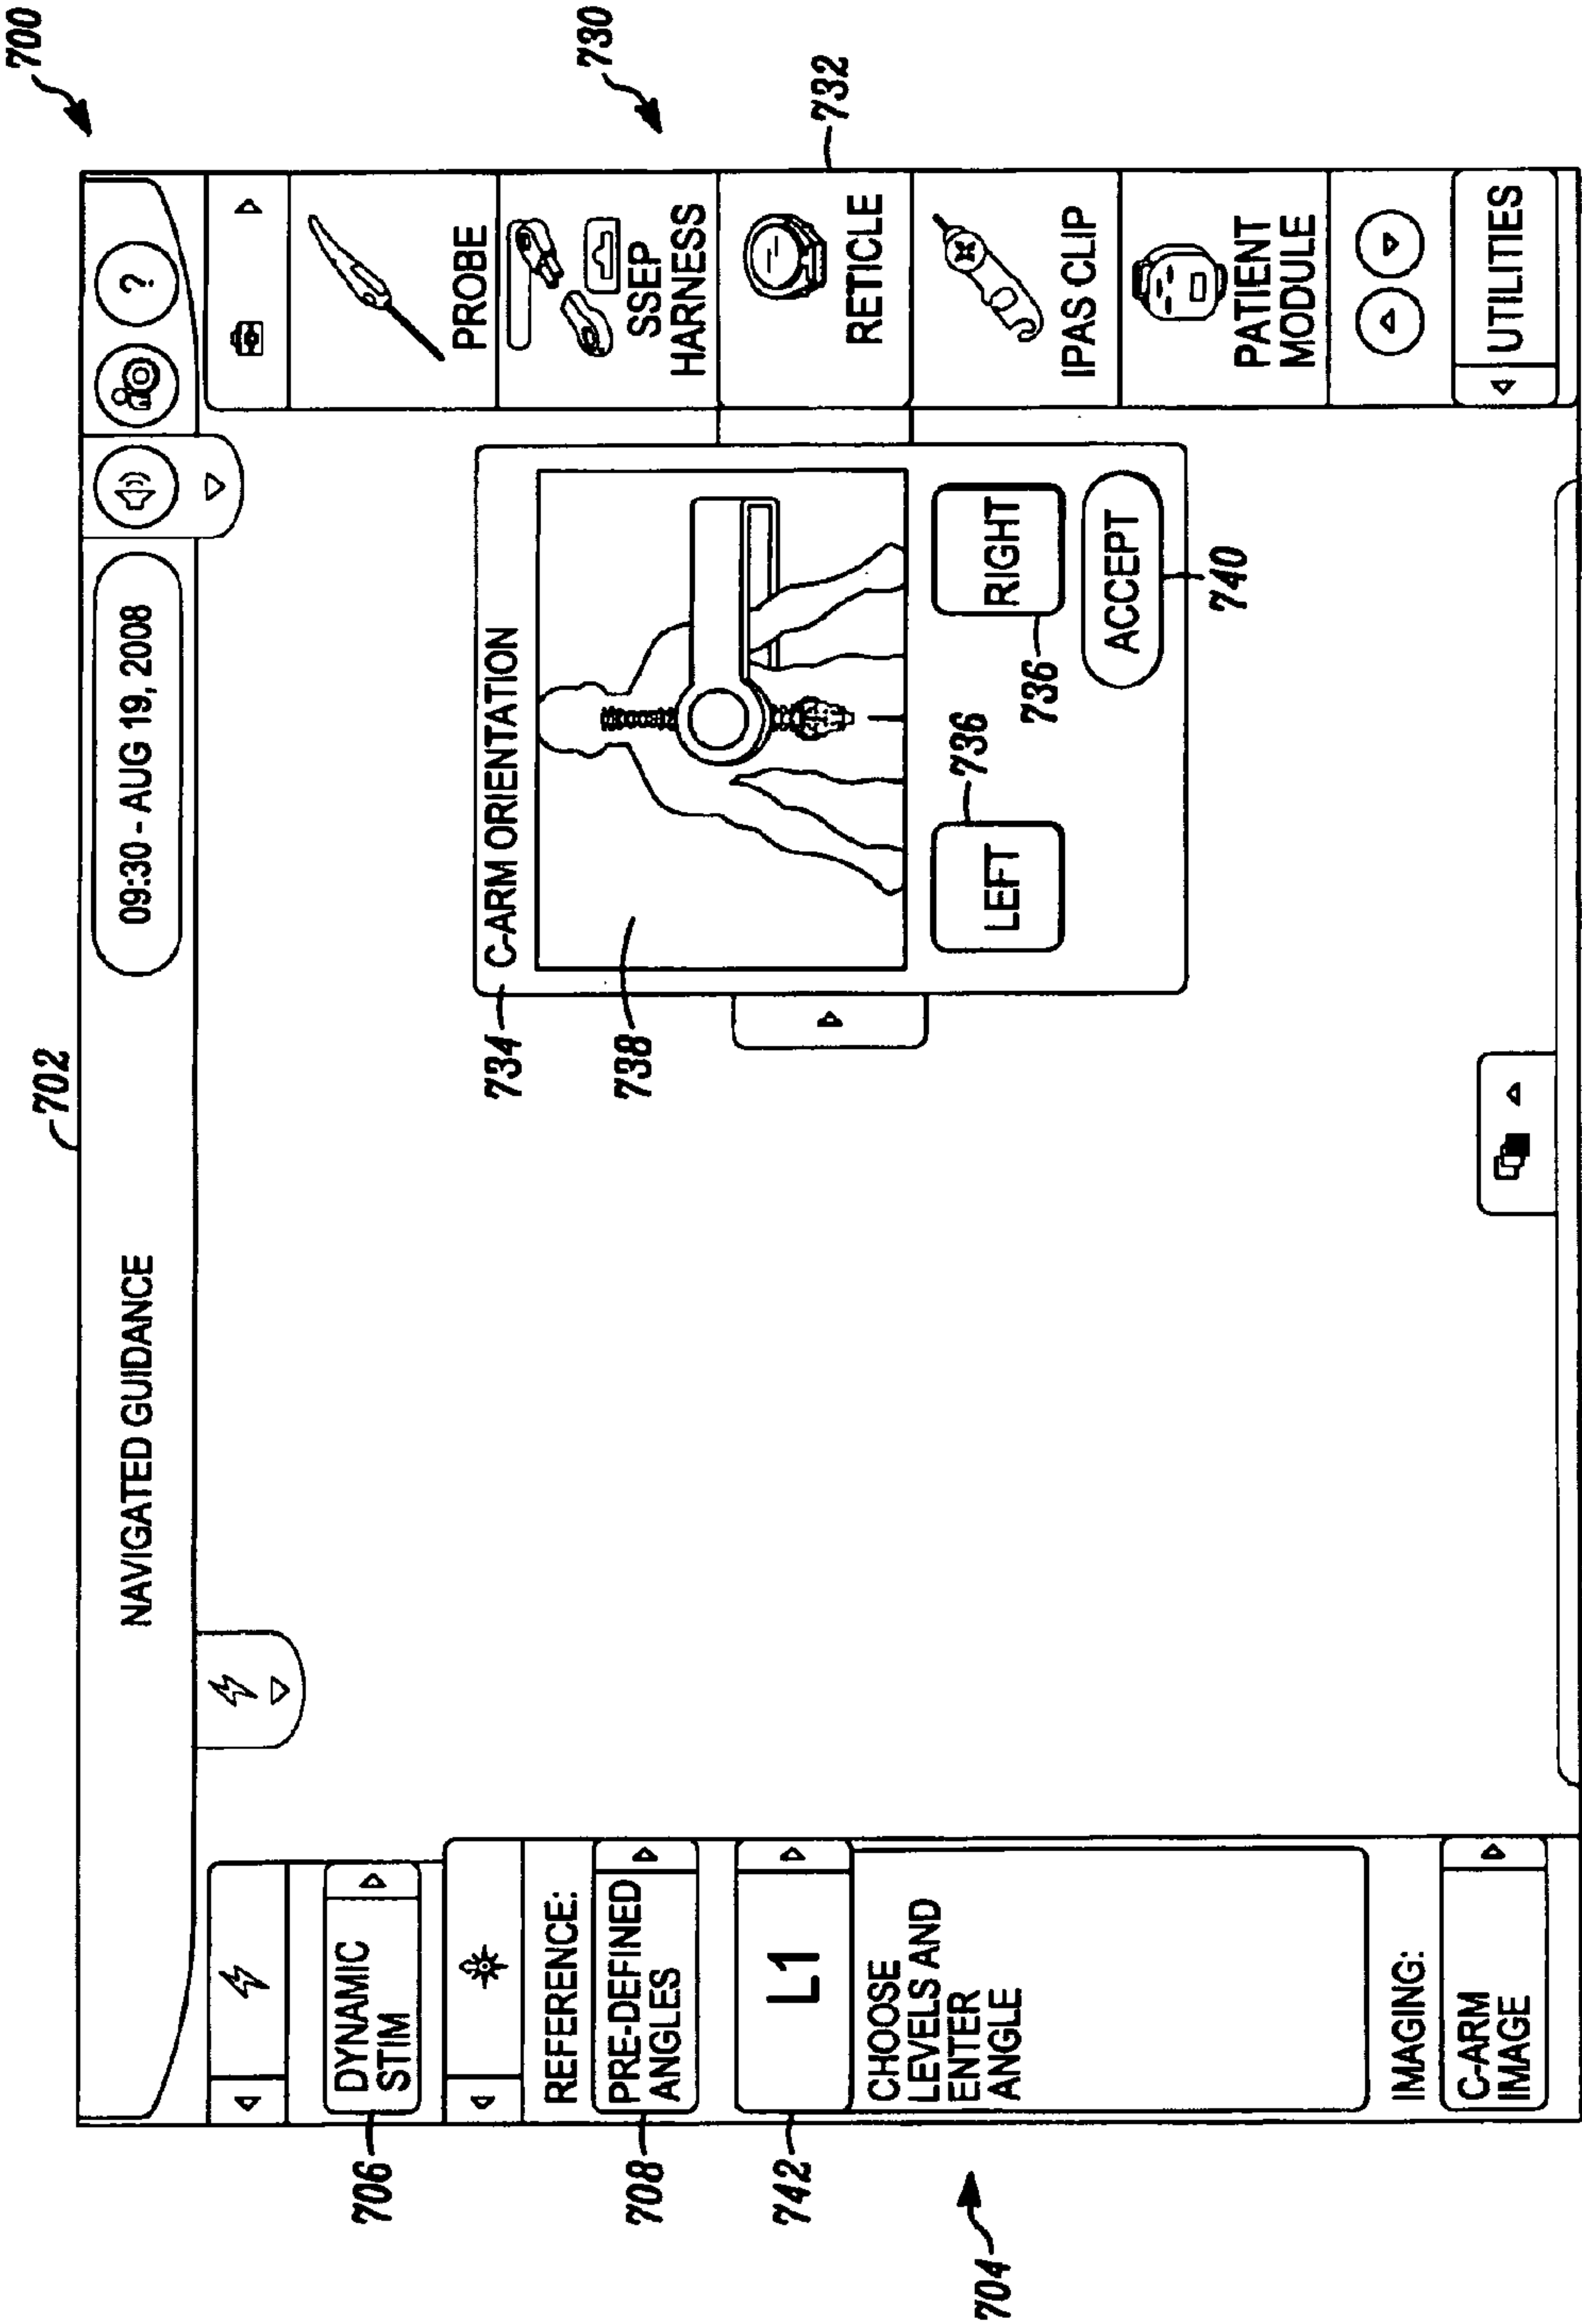 700
702
NAVIGATED GUIDANCE
09:30 - AUG 19, 2008
?
706
DYNAMIC
STIM
REFERENCE:
708
PRE-DEFINED
ANGLES
742
L1
CHOOSE
LEVELS AND
ENTER
ANGLE
704
IMAGING:
C-ARM
IMAGE
734
C-ARM ORIENTATION
738
LEFT
736
RIGHT
736
ACCEPT
740
730
PROBE
SSEP
HARNESS
732
RETICLE
IPAS CLIP
PATIENT
MODULE
UTILITIES